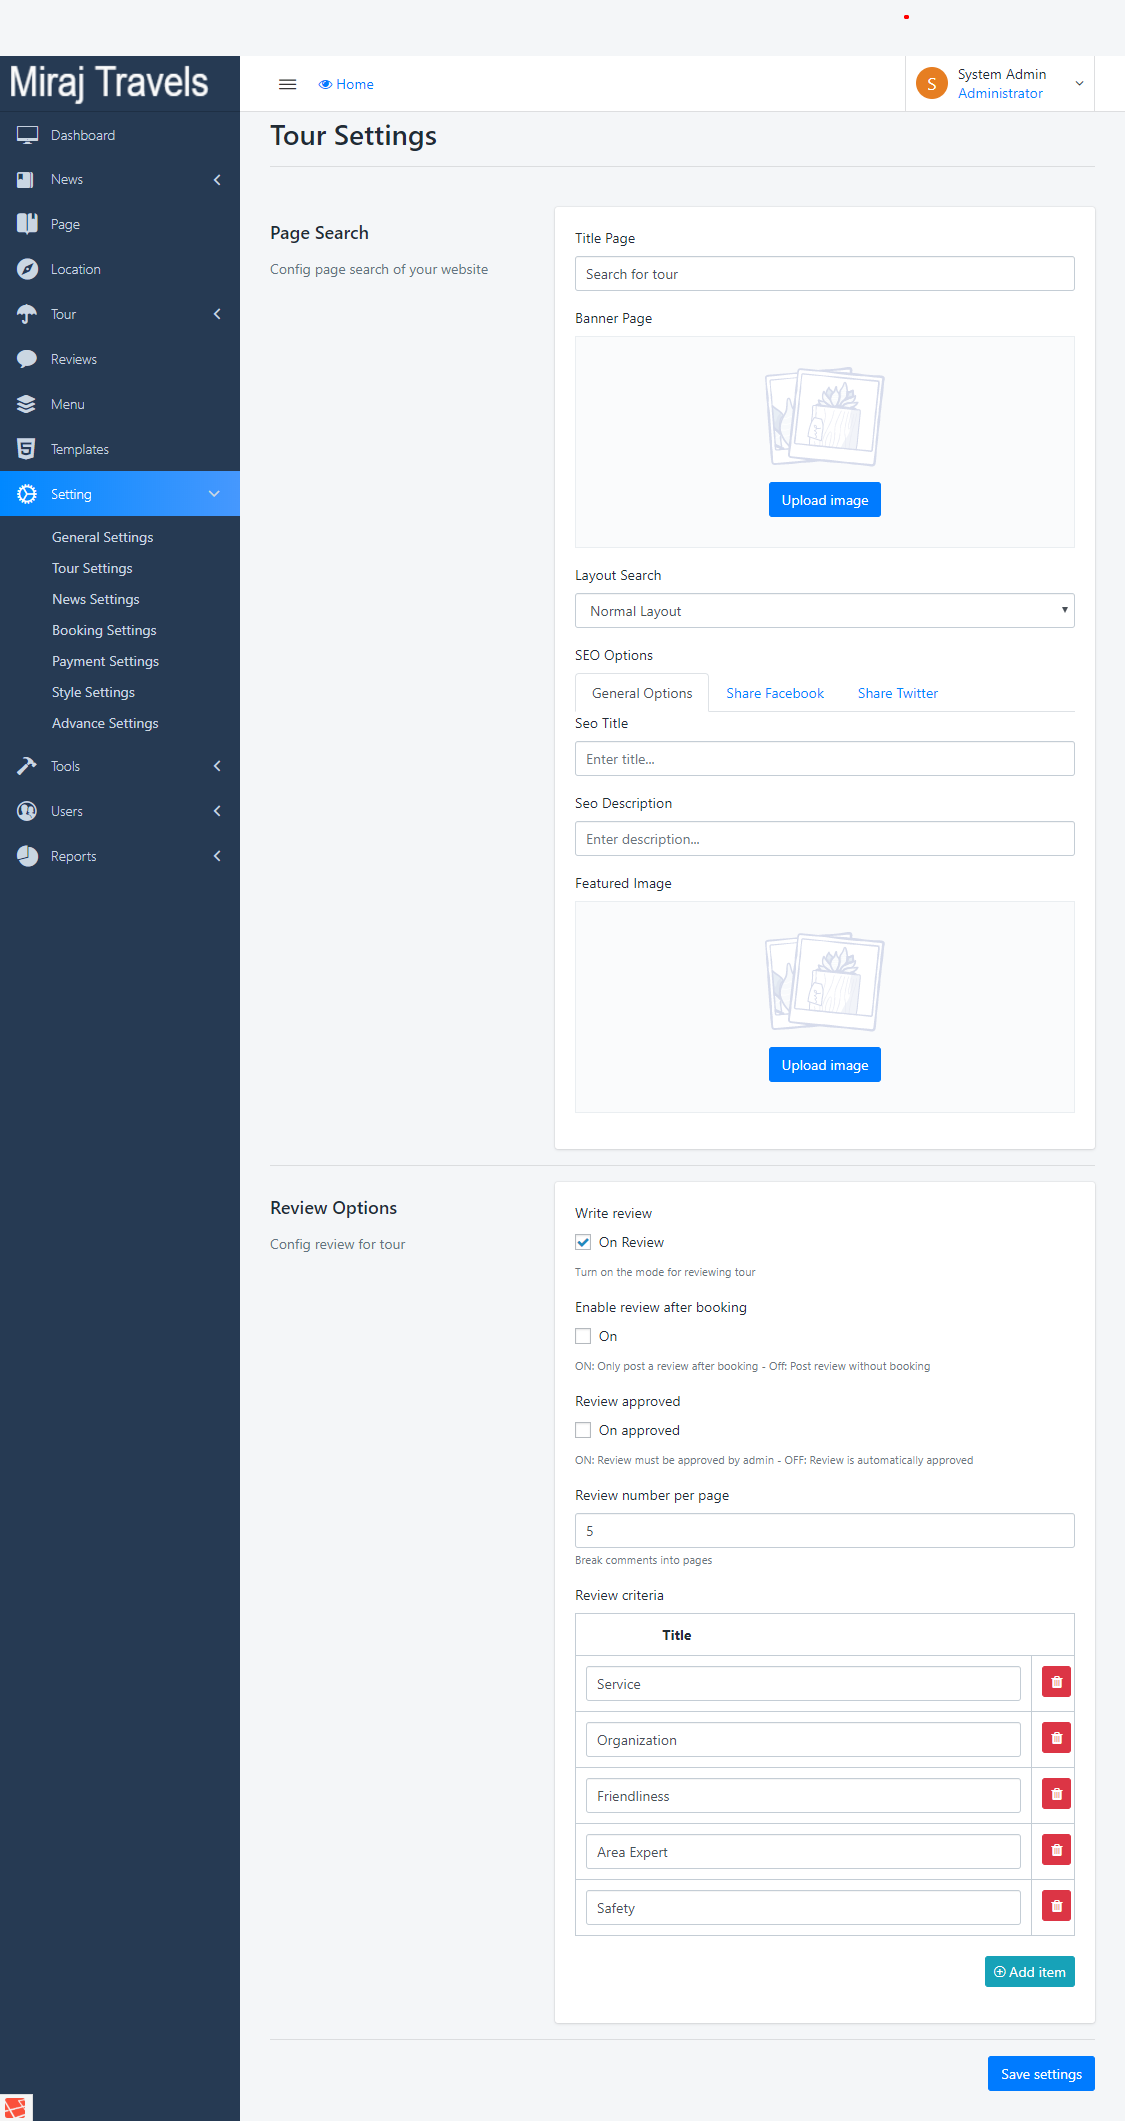 Miraj Travels
Home
S
System Admin
Administrator
Dashboard
News
Page
Location
Tour
Reviews
Menu
Templates
Setting
General Settings
Tour Settings
News Settings
Booking Settings
Payment Settings
Style Settings
Advance Settings
Tools
Users
Reports
Tour Settings
Page Search
Config page search of your website
Title Page
Search for tour
Banner Page
Upload image
Layout Search
Normal Layout
SEO Options
General Options Share Facebook Share Twitter
Seo Title
Enter title...
Seo Description
Enter description...
Featured Image
Upload image
Review Options
Config review for tour
Write review
On Review
Turn on the mode for reviewing tour
Enable review after booking
On
ON: Only post a review after booking - Off: Post review without booking
Review approved
On approved
ON: Review must be approved by admin - OFF: Review is automatically approved
Review number per page
5
Break comments into pages
Review criteria
Title
Service
Organization
Friendliness
Area Expert
Safety
Add item
Save settings